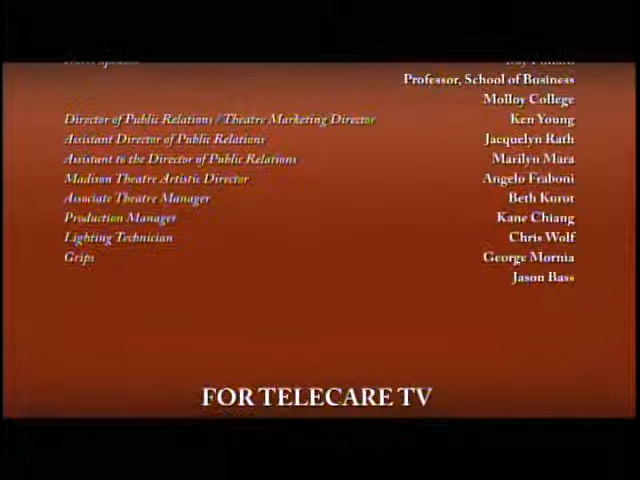 Professor, School of Business
Molloy College
Director of Public Relations / Theatre Marketing Director Ken Young
Assistant Director of Public Relations Jacquelyn Rath
Assistant to the Director of Public Relations Marilyn Mara
Madison Theatre Artistic Director Angelo Fraboni
Associate Theatre Manager Beth Kurot
Production Manager Kane Chiang
Lighting Technician Chris Wolf
Grips George Mornia
Jason Bass
FOR TELECARE TV